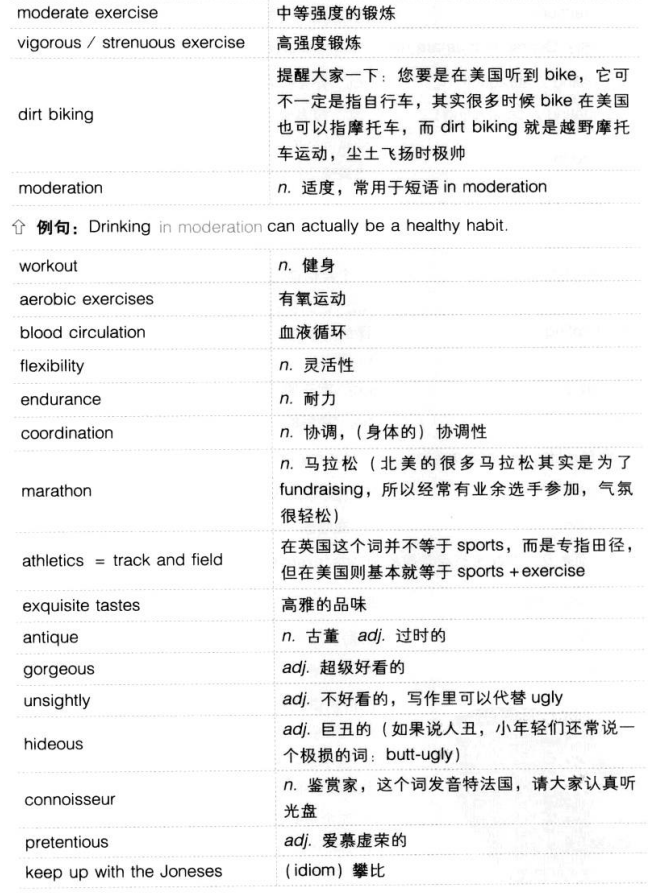 moderate exercise 中等强度的锻炼
vigorous / strenuous exercise 高强度锻炼
dirt biking 提醒大家一下：您要是在美国听到 bike，它可
不一定是指自行车，其实很多时候 bike 在美国
也可以指摩托车，而 dirt biking 就是越野摩托
车运动，尘土飞扬时极帅
moderation n. 适度，常用于短语 in moderation
⇧ 例句：Drinking in moderation can actually be a healthy habit.
workout n. 健身
aerobic exercises 有氧运动
blood circulation 血液循环
flexibility n. 灵活性
endurance n. 耐力
coordination n. 协调，（身体的）协调性
marathon n. 马拉松（北美的很多马拉松其实是为了
fundraising，所以经常有业余选手参加，气氛
很轻松）
athletics = track and field 在英国这个词并不等于 sports，而是专指田径，
但在美国则基本就等于 sports +exercise
exquisite tastes 高雅的品味
antique n. 古董 adj. 过时的
gorgeous adj. 超级好看的
unsightly adj. 不好看的，写作里可以代替 ugly
hideous adj. 巨丑的（如果说人丑，小年轻们还常说一
个极损的词：butt-ugly）
connoisseur n. 鉴赏家，这个词发音特法国，请大家认真听
光盘
pretentious adj. 爱慕虚荣的
keep up with the Joneses （idiom）攀比